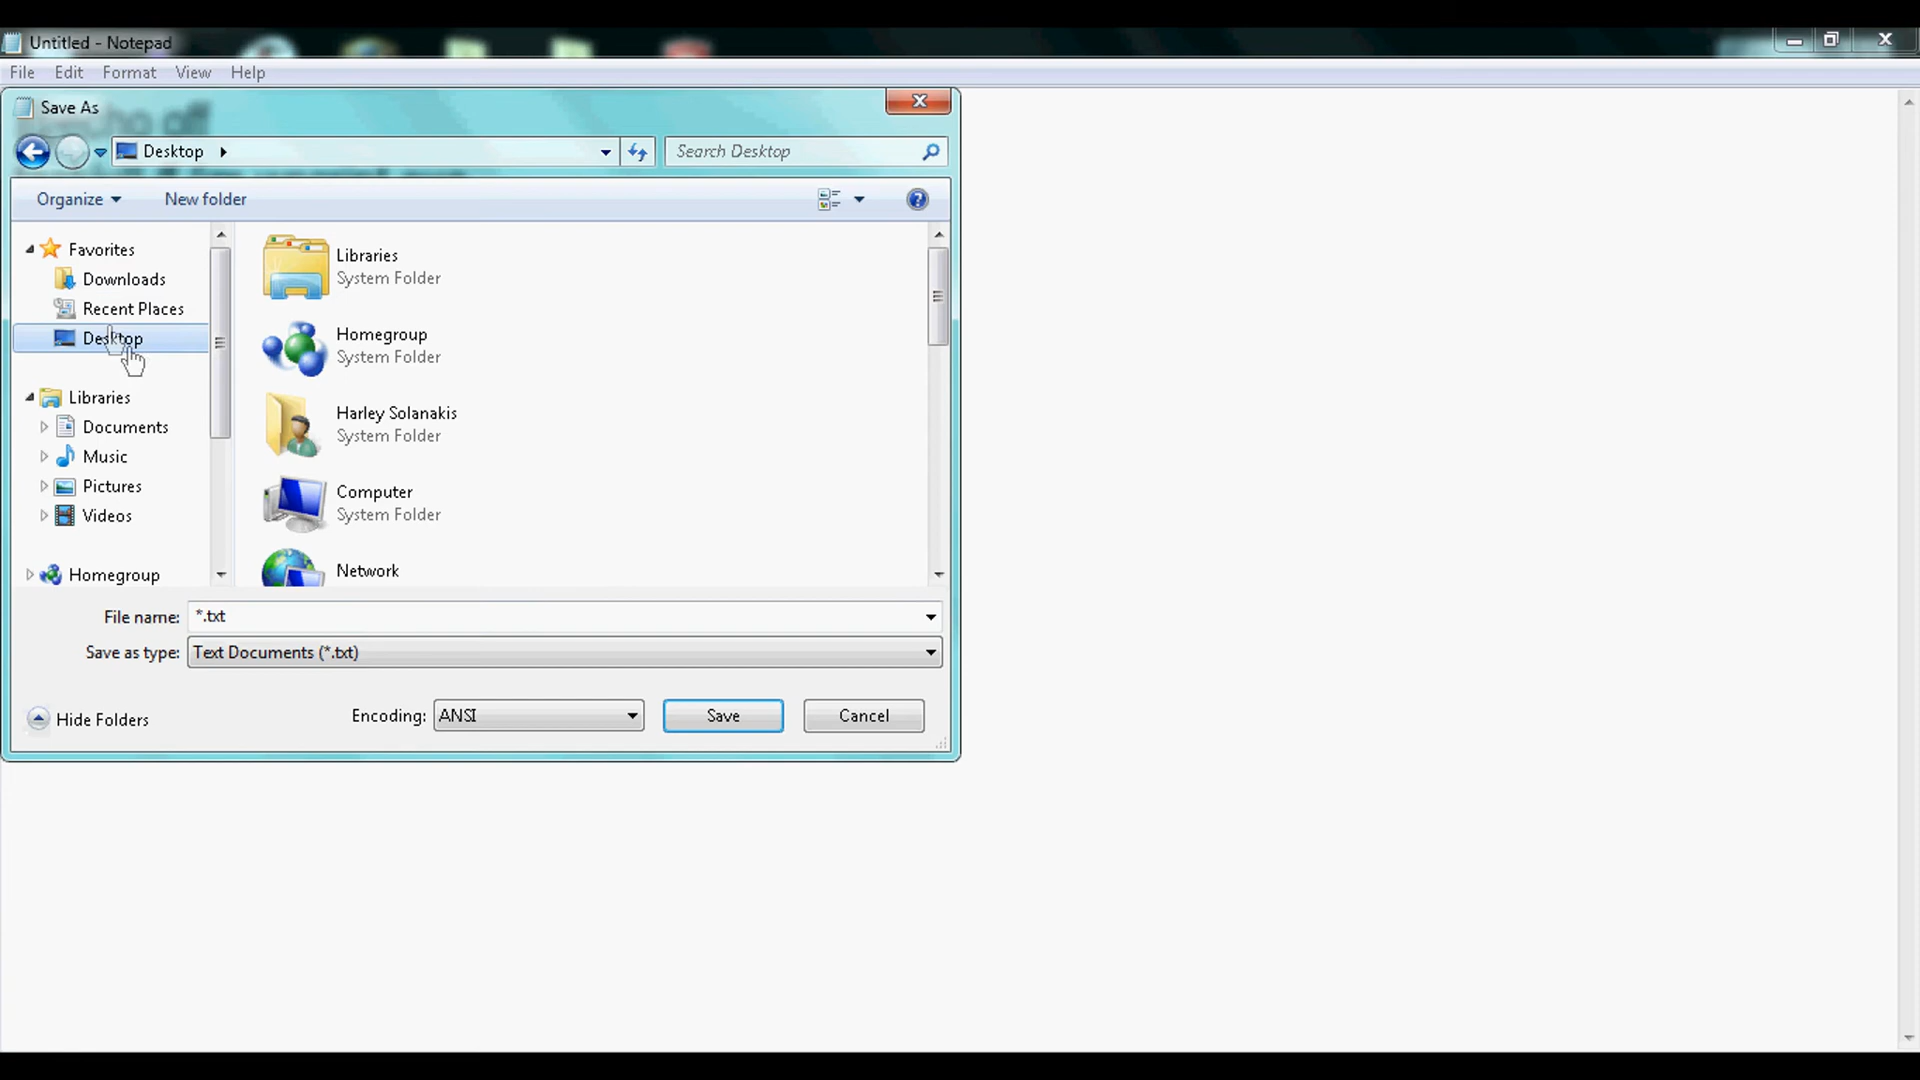 Untitled - Notepad
File Edit Format View Help
Save As
echo off
Desktop
Search Desktop
Organize New folder
Favorites
Downloads
Recent Places
Desktop
Libraries
Documents
Music
Pictures
Videos
Homegroup
Libraries
System Folder
Homegroup
System Folder
Harley Solanakis
System Folder
Computer
System Folder
Network
File name: *.txt
Save as type: Text Documents (*.txt)
Hide Folders
Encoding: ANSI
Save Cancel